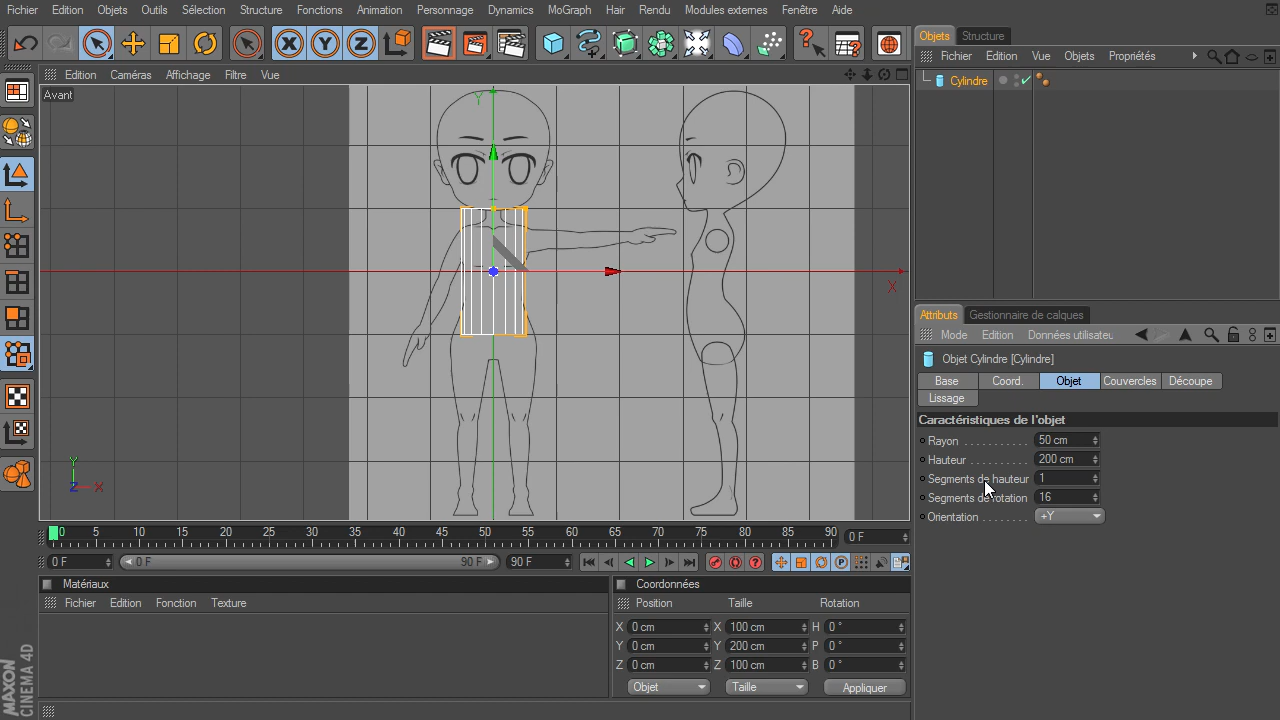 Fichier Edition Objets Outils Sélection Structure Fonctions Animation Personnage Dynamics MoGraph Hair Rendu Modules externes Fenêtre Aide
Edition Caméras Affichage Filtre Vue
Avant
Y
X
Y
Z X
0 5 10 15 20 25 30 35 40 45 50 55 60 65 70 75 80 85 90 0 F
0 F 0 F 90 F 90 F
Matériaux
Fichier Edition Fonction Texture
Coordonnées
Position Taille Rotation
X 0 cm X 100 cm H 0 °
Y 0 cm Y 200 cm P 0 °
Z 0 cm Z 100 cm B 0 °
Objet Taille Appliquer
MAXON
CINEMA 4D
Objets Structure
Fichier Edition Vue Objets Propriétés
Cylindre
Attributs Gestionnaire de calques
Mode Edition Données utilisateu
Objet Cylindre [Cylindre]
Base Coord. Objet Couvercles Découpe
Lissage
Caractéristiques de l'objet
Rayon 50 cm
Hauteur 200 cm
Segments de hauteur 1
Segments de rotation 16
Orientation +Y